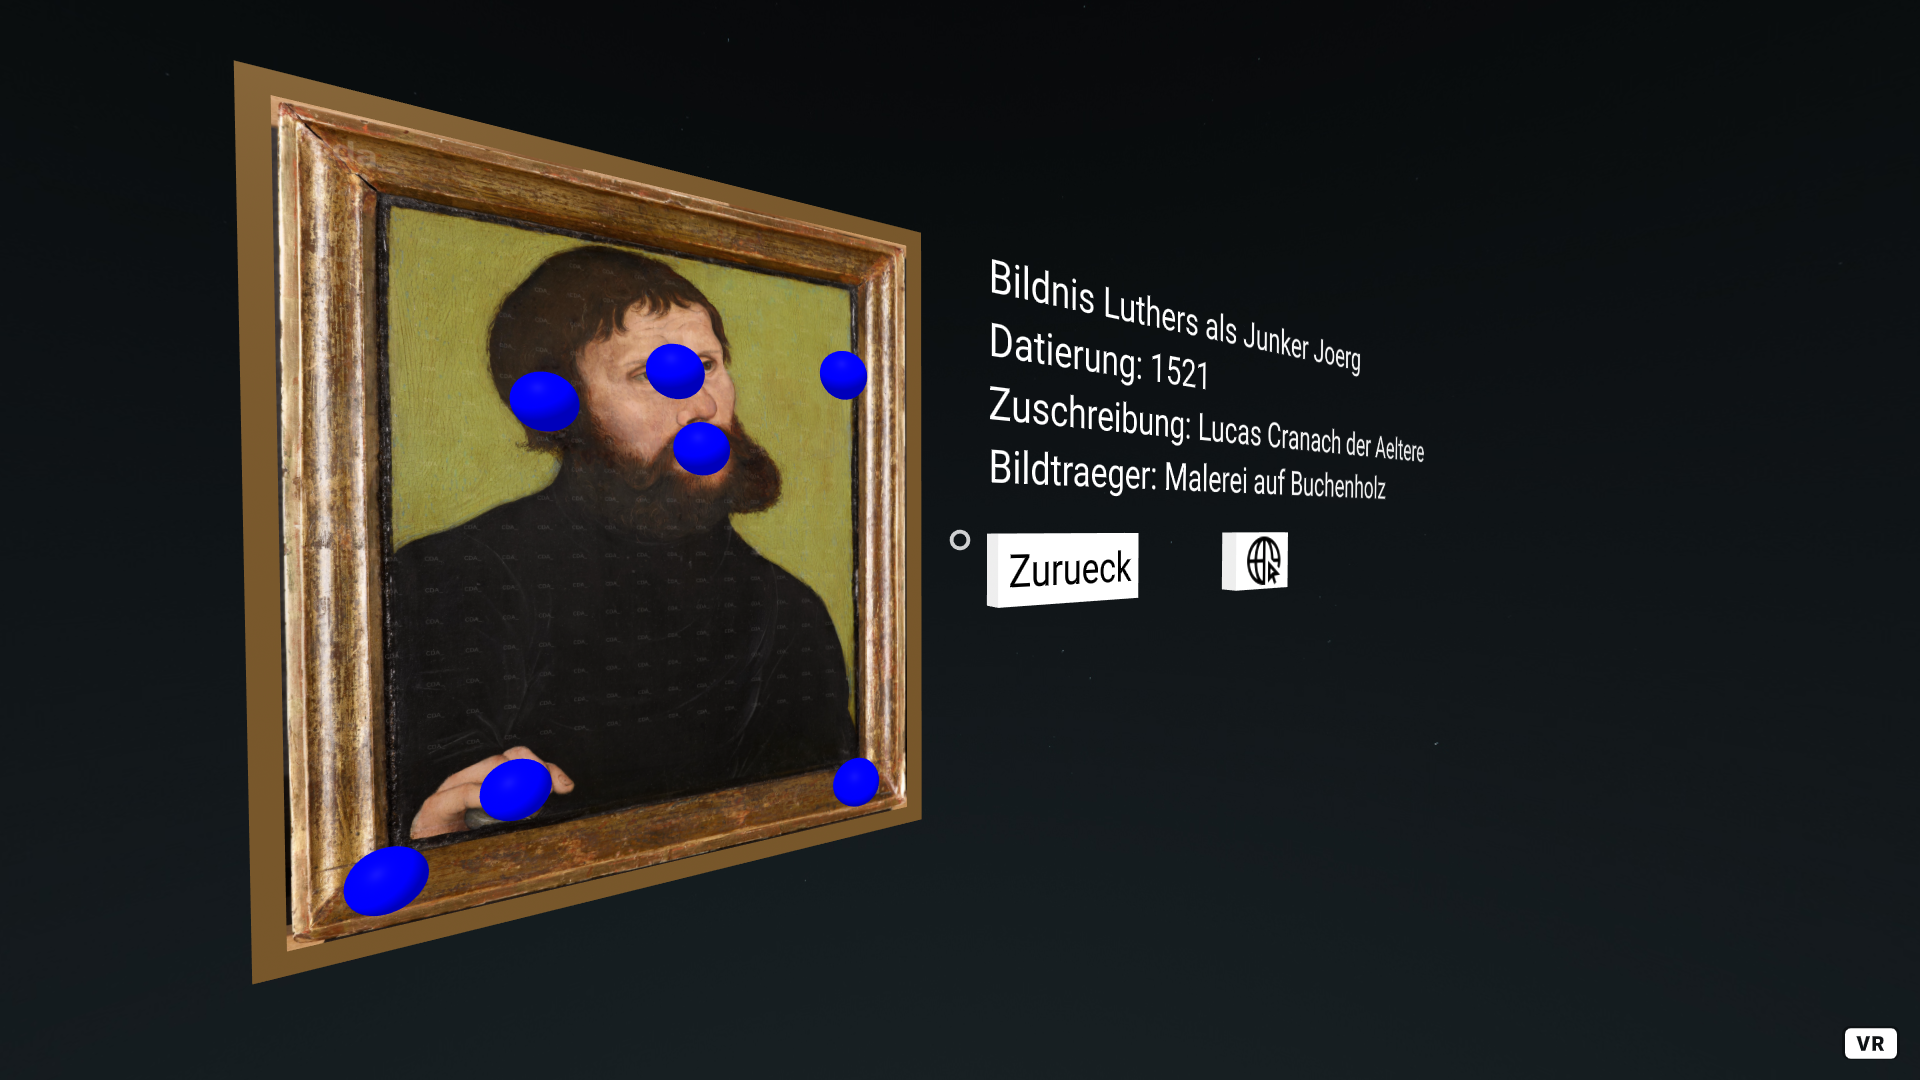 Bildnis Luthers als Junker Joerg
Datierung: 1521
Zuschreibung: Lucas Cranach der Aeltere
Bildtraeger: Malerei auf Buchenholz
Zurueck
VR